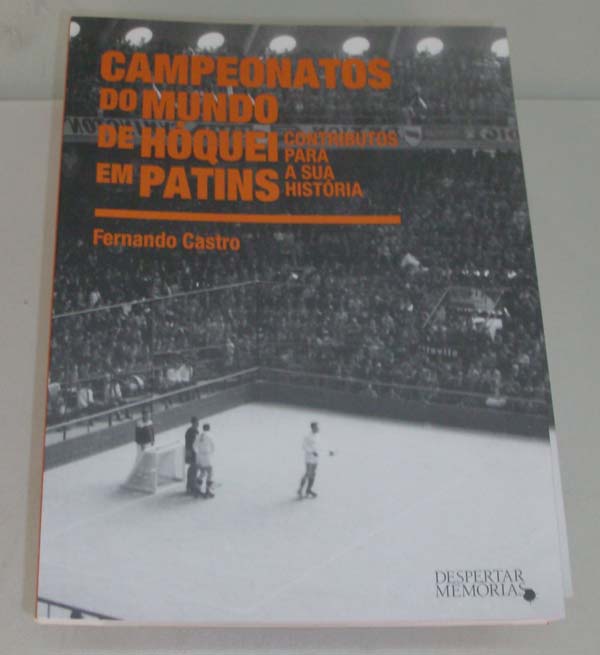 CAMPEONATOS
DO MUNDO
DE HÓQUEI
EM PATINS
CONTRIBUTOS
PARA
A SUA
HISTÓRIA
Fernando Castro
DESPERTAR
MEMÓRIAS